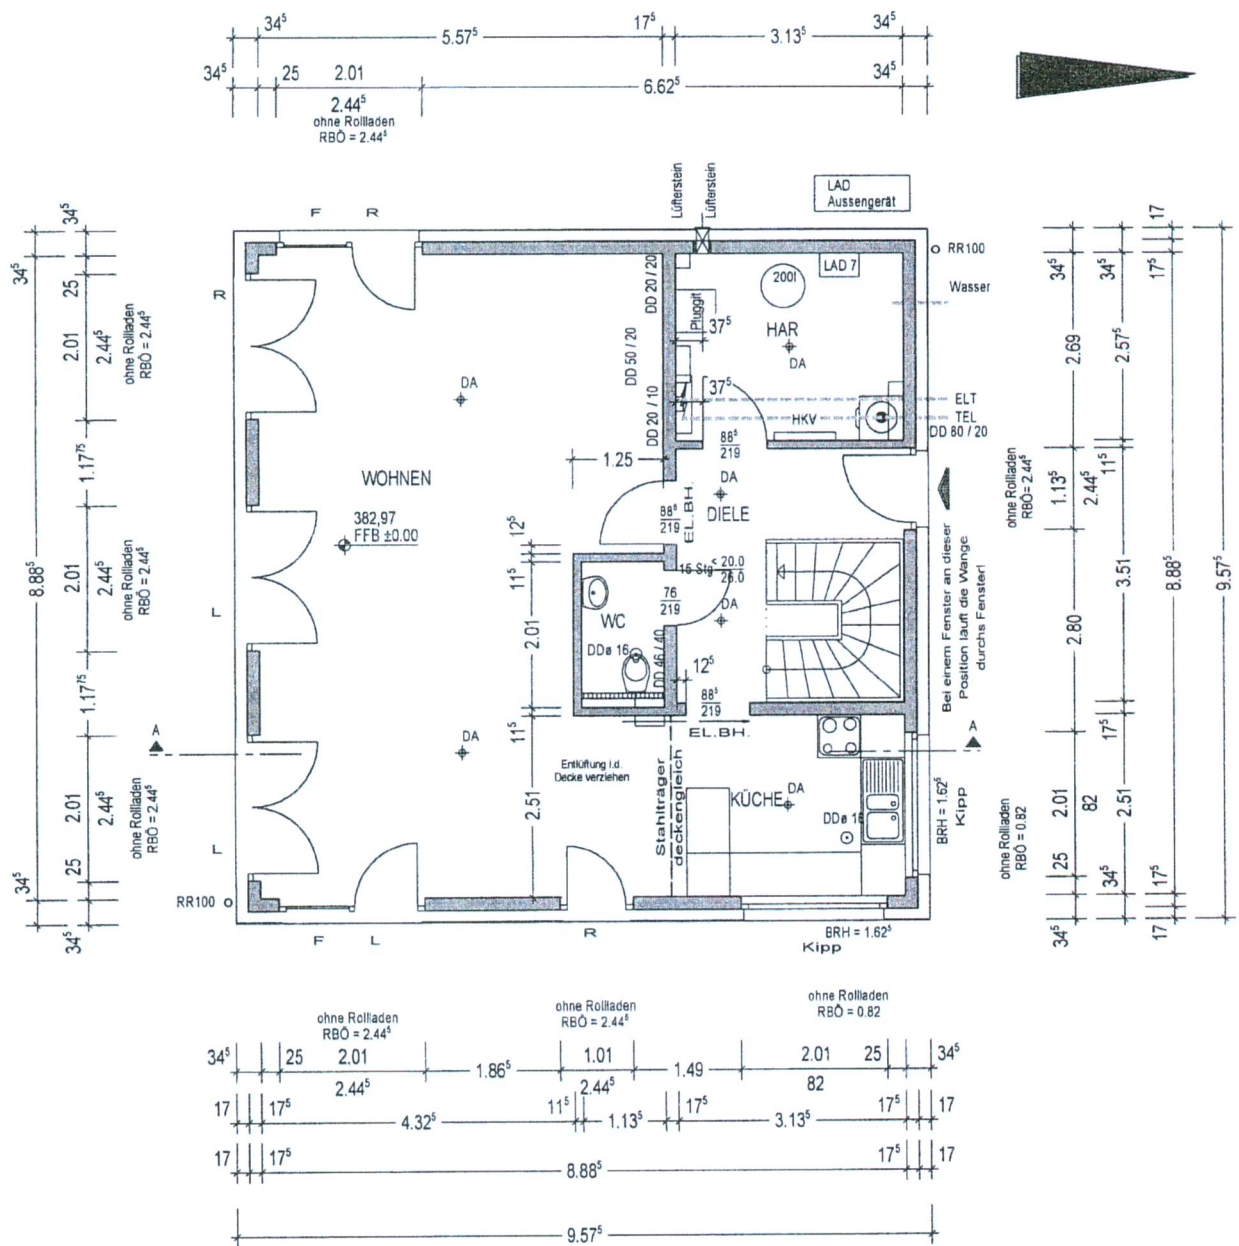 34⁵ 5.57⁵ 17⁵ 3.13⁵ 34⁵
34⁵ 25 2.01 6.62⁵ 34⁵
2.44⁵
ohne Rollladen
RBÖ = 2.44⁵
Lüfterstein
Lüfterstein
LAD
Aussengerät
F R
RR100
Wasser
ELT
TEL
DD 80 / 20
34⁵
25
2.01
2.44⁵
1.17⁷⁵
2.01
2.44⁵
1.17⁷⁵
2.01
2.44⁵
25
34⁵
34⁵
8.88⁵
34⁵
ohne Rollladen
RBÖ = 2.44⁵
ohne Rollladen
RBÖ = 2.44⁵
ohne Rollladen
RBÖ = 2.44⁵
R
L
L
A
RR100
DA
WOHNEN
382,97
FFB ±0.00
DA
1.25
12⁵
11⁵
2.01
11⁵
2.51
DD 20 / 20
DD 50 / 20
DD 20 / 10
Pluggit
37⁵
37⁵
200l
LAD 7
HAR
DA
HKV
88⁵
219
DA
DIELE
88⁵
219
EL.BH.
15 Stg
20.0
26.0
76
219
DA
WC
DDø 16
DD 46 / 40
12⁵
88⁵
219
EL.BH.
Entlüftung i.d.
Decke verziehen
Stahlträger
deckengleich
KÜCHE
DA
DDø 16
Bei einem Fenster an dieser
Position läuft die Wange
durchs Fenster!
A
BRH = 1.62⁵
Kipp
ohne Rollladen
RBÖ = 2.44⁵
ohne Rollladen
RBÖ = 0.82
34⁵
2.69
1.13⁵
2.44⁵
2.80
2.01
82
25
34⁵
34⁵
2.57⁵
11⁵
3.51
17⁵
2.51
34⁵
17
17⁵
8.88⁵
17⁵
17
9.57⁵
F L R
BRH = 1.62⁵
Kipp
ohne Rollladen
RBÖ = 2.44⁵
ohne Rollladen
RBÖ = 2.44⁵
ohne Rollladen
RBÖ = 0.82
34⁵ 25 2.01 1.86⁵ 1.01 1.49 2.01 25 34⁵
2.44⁵ 2.44⁵ 82
17 17⁵ 4.32⁵ 11⁵ 1.13⁵ 17⁵ 3.13⁵ 17⁵ 17
17 17⁵ 8.88⁵ 17⁵ 17
9.57⁵